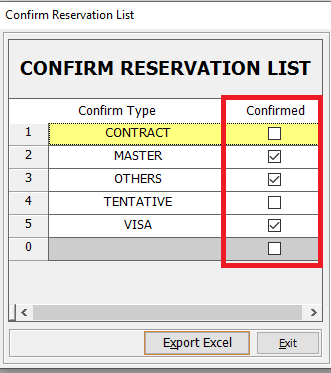 Confirm Reservation List
CONFIRM RESERVATION LIST
Confirm Type Confirmed
1 CONTRACT
2 MASTER
3 OTHERS
4 TENTATIVE
5 VISA
0
Export Excel Exit